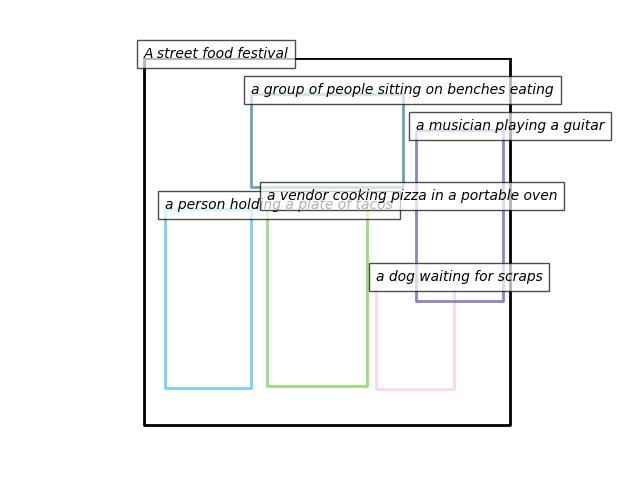 A street food festival
a group of people sitting on benches eating
a musician playing a guitar
a vendor cooking pizza in a portable oven
a person holding a plate of tacos
a dog waiting for scraps